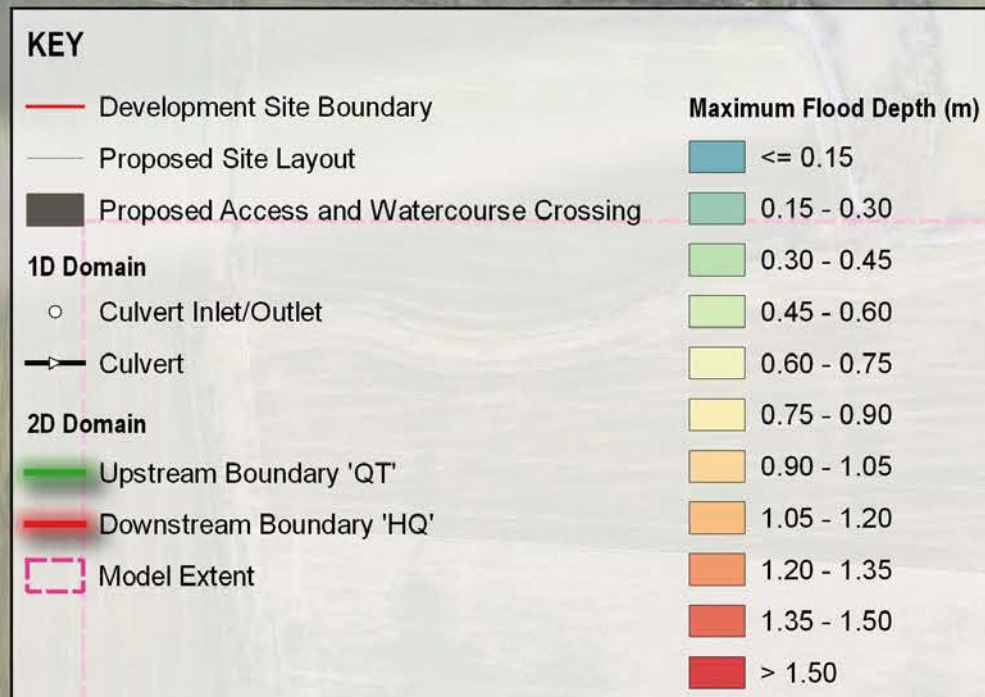 KEY
Development Site Boundary
Proposed Site Layout
Proposed Access and Watercourse Crossing
1D Domain
Culvert Inlet/Outlet
Culvert
2D Domain
Upstream Boundary 'QT'
Downstream Boundary 'HQ'
Model Extent
Maximum Flood Depth (m)
<= 0.15
0.15 - 0.30
0.30 - 0.45
0.45 - 0.60
0.60 - 0.75
0.75 - 0.90
0.90 - 1.05
1.05 - 1.20
1.20 - 1.35
1.35 - 1.50
> 1.50